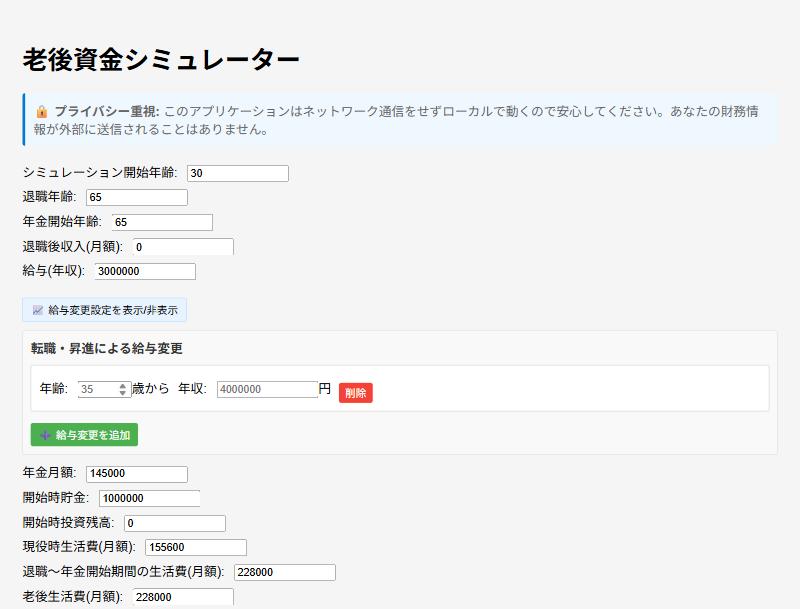 老後資金シミュレーター
🔒 プライバシー重視: このアプリケーションはネットワーク通信をせずローカルで動くので安心してください。あなたの財務情
報が外部に送信されることはありません。
シミュレーション開始年齢: 30
退職年齢: 65
年金開始年齢: 65
退職後収入(月額): 0
給与(年収): 3000000
📈 給与変更設定を表示/非表示
転職・昇進による給与変更
年齢: 35 歳から 年収: 4000000 円 削除
➕ 給与変更を追加
年金月額: 145000
開始時貯金: 1000000
開始時投資残高: 0
現役時生活費(月額): 155600
退職～年金開始期間の生活費(月額): 228000
老後生活費(月額): 228000